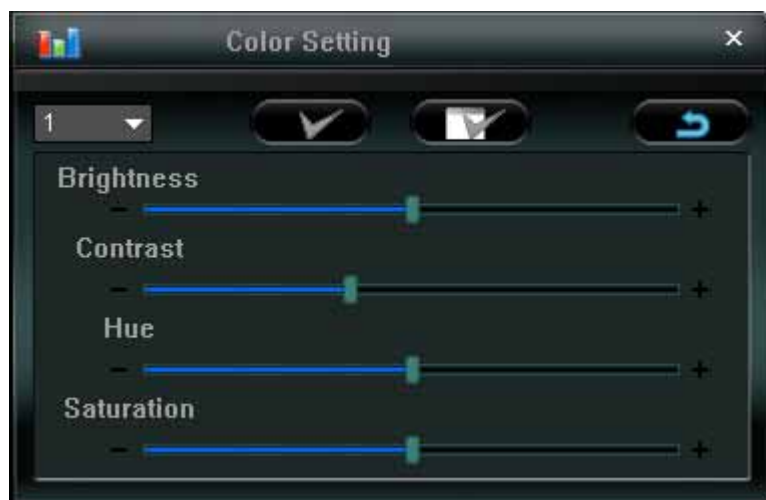 Color Setting
1
Brightness
- +
Contrast
- +
Hue
- +
Saturation
- +